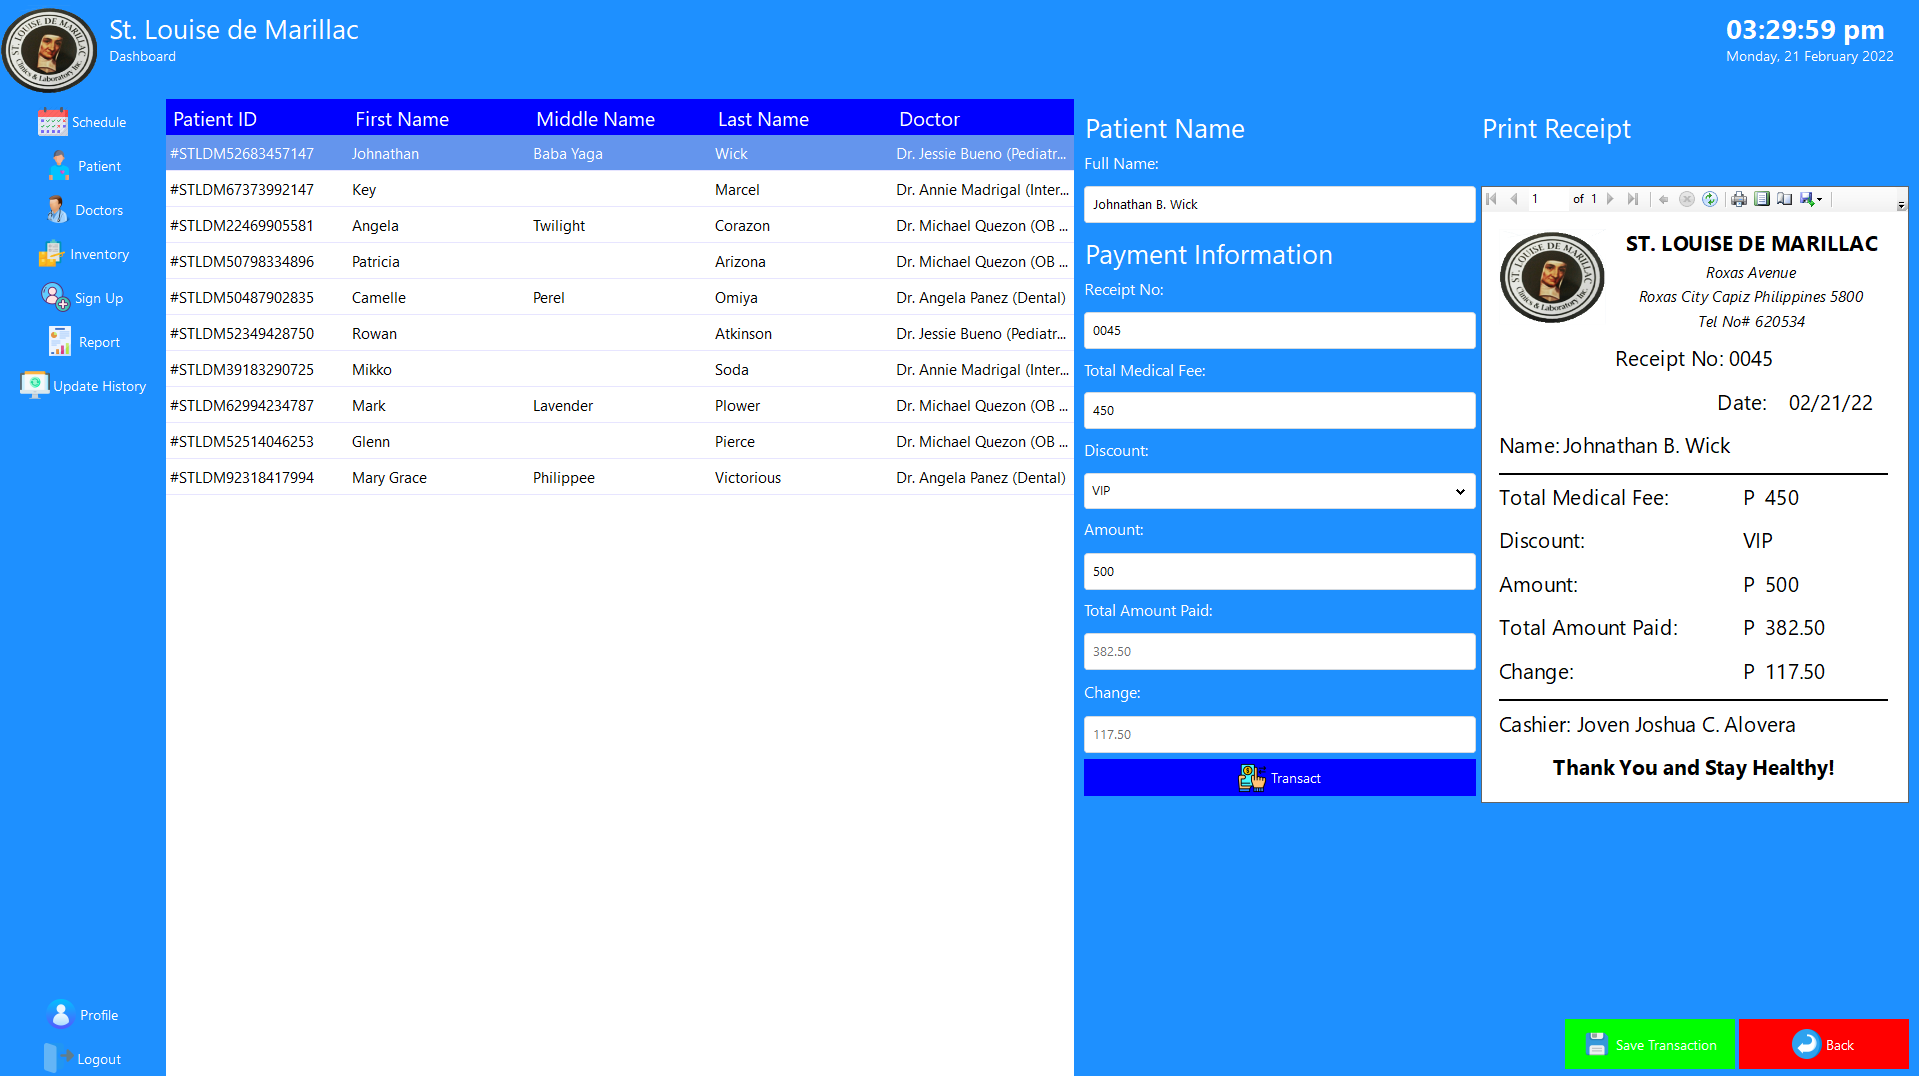 St. Louise de Marillac
Dashboard
03:29:59 pm
Monday, 21 February 2022
Schedule
Patient
Doctors
Inventory
Sign Up
Report
Update History
Profile
Logout
Patient ID First Name Middle Name Last Name Doctor
#STLDM52683457147 Johnathan Baba Yaga Wick Dr. Jessie Bueno (Pediatr...
#STLDM67373992147 Key Marcel Dr. Annie Madrigal (Inter...
#STLDM22469905581 Angela Twilight Corazon Dr. Michael Quezon (OB ...
#STLDM50798334896 Patricia Arizona Dr. Michael Quezon (OB ...
#STLDM50487902835 Camelle Perel Omiya Dr. Angela Panez (Dental)
#STLDM52349428750 Rowan Atkinson Dr. Jessie Bueno (Pediatr...
#STLDM39183290725 Mikko Soda Dr. Annie Madrigal (Inter...
#STLDM62994234787 Mark Lavender Plower Dr. Michael Quezon (OB ...
#STLDM52514046253 Glenn Pierce Dr. Michael Quezon (OB ...
#STLDM92318417994 Mary Grace Philippee Victorious Dr. Angela Panez (Dental)
Patient Name
Full Name:
Johnathan B. Wick
Payment Information
Receipt No:
0045
Total Medical Fee:
450
Discount:
VIP
Amount:
500
Total Amount Paid:
382.50
Change:
117.50
Transact
Print Receipt
1 of 1
ST. LOUISE DE MARILLAC
Clinics & Laboratory Inc.
ST. LOUISE DE MARILLAC
Roxas Avenue
Roxas City Capiz Philippines 5800
Tel No# 620534
Receipt No: 0045
Date: 02/21/22
Name: Johnathan B. Wick
Total Medical Fee: P 450
Discount: VIP
Amount: P 500
Total Amount Paid: P 382.50
Change: P 117.50
Cashier: Joven Joshua C. Alovera
Thank You and Stay Healthy!
Save Transaction
Back